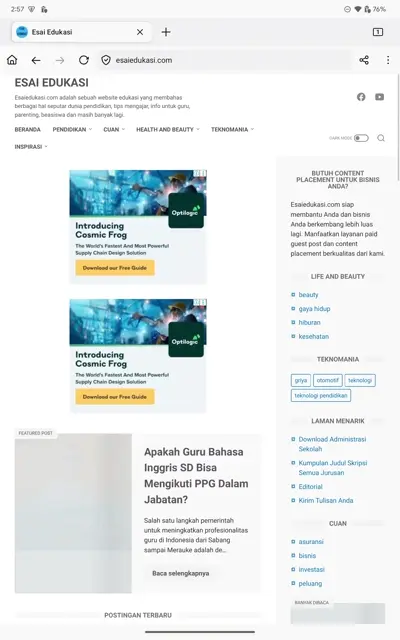 2:57
76%
Esai Edukasi
1
esaiedukasi.com
ESAI EDUKASI
Esaiedukasi.com adalah sebuah website edukasi yang membahas
berbagai hal seputar dunia pendidikan, tips mengajar, info untuk guru,
parenting, beasiswa dan masih banyak lagi.
BERANDA PENDIDIKAN CUAN HEALTH AND BEAUTY TEKNOMANIA
INSPIRASI
DARK MODE
Optilogic
Introducing
Cosmic Frog
The World's Fastest And Most Powerful
Supply Chain Design Solution
Download our Free Guide
Optilogic
Introducing
Cosmic Frog
The World's Fastest And Most Powerful
Supply Chain Design Solution
Download our Free Guide
FEATURED POST
Apakah Guru Bahasa
Inggris SD Bisa
Mengikuti PPG Dalam
Jabatan?
Salah satu langkah pemerintah
untuk meningkatkan profesionalitas
guru di Indonesia dari Sabang
sampai Merauke adalah de...
Baca selengkapnya
POSTINGAN TERBARU
BUTUH CONTENT
PLACEMENT UNTUK BISNIS
ANDA?
Esaiedukasi.com siap
membantu Anda dan bisnis
Anda berkembang lebih luas
lagi. Manfaatkan layanan paid
guest post dan content
placement berkualitas dari kami.
LIFE AND BEAUTY
beauty
gaya hidup
hiburan
kesehatan
TEKNOMANIA
griya otomotif teknologi
teknologi pendidikan
LAMAN MENARIK
Download Administrasi
Sekolah
Kumpulan Judul Skripsi
Semua Jurusan
Editorial
Kirim Tulisan Anda
CUAN
asuransi
bisnis
investasi
peluang
BANYAK DIBACA